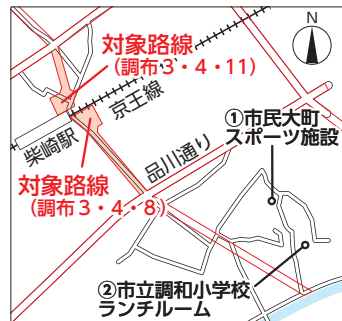 N
対象路線
(調布3・4・11)
京王線
柴崎駅
対象路線
(調布3・4・8)
品川通り
①市民大町
スポーツ施設
②市立調和小学校
ランチルーム